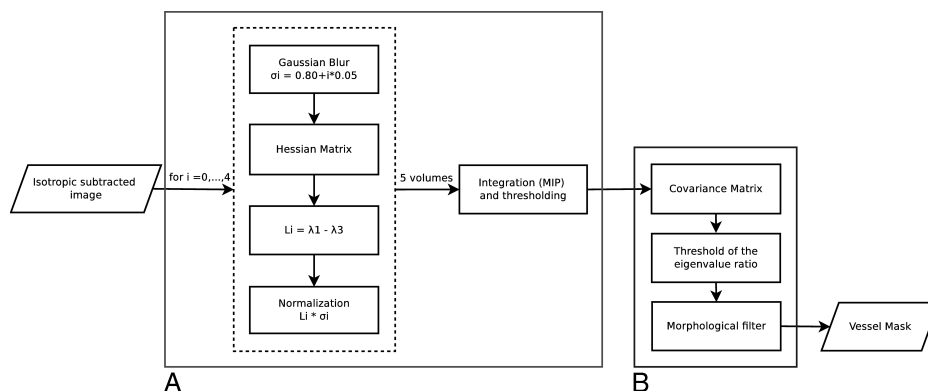 Isotropic subtracted
image
for i =0,...,4
Gaussian Blur
σi = 0.80+i*0.05
Hessian Matrix
Li = λ1 - λ3
Normalization
Li * σi
5 volumes
Integration (MIP)
and thresholding
A
Covariance Matrix
Threshold of the
eigenvalue ratio
Morphological filter
B
Vessel Mask